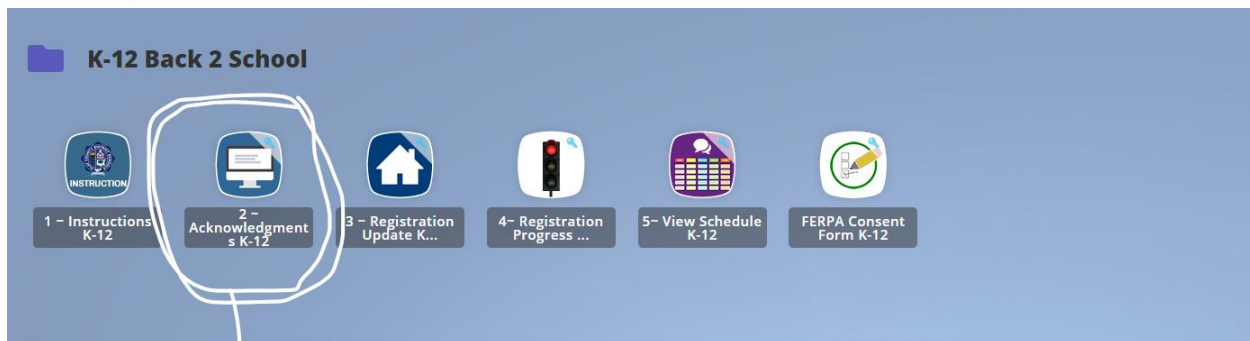 K-12 Back 2 School
INSTRUCTION
1 – Instructions
K-12
2 –
Acknowledgment
s K-12
3 – Registration
Update K...
4– Registration
Progress ...
5– View Schedule
K-12
FERPA Consent
Form K-12